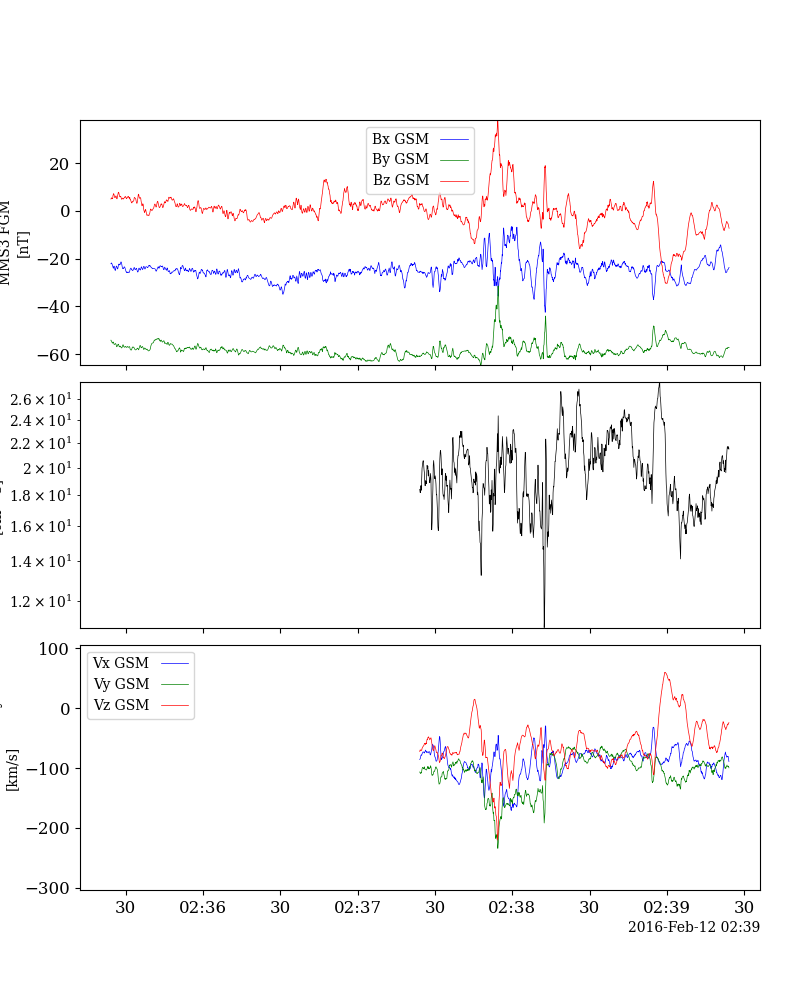 MMS3 FGM
[nT]
20
0
−20
−40
−60
Bx GSM
By GSM
Bz GSM
2.6 × 10¹
2.4 × 10¹
2.2 × 10¹
2 × 10¹
1.8 × 10¹
1.6 × 10¹
1.4 × 10¹
1.2 × 10¹
[km/s]
100
0
−100
−200
−300
Vx GSM
Vy GSM
Vz GSM
30 02:36 30 02:37 30 02:38 30 02:39 30
2016-Feb-12 02:39